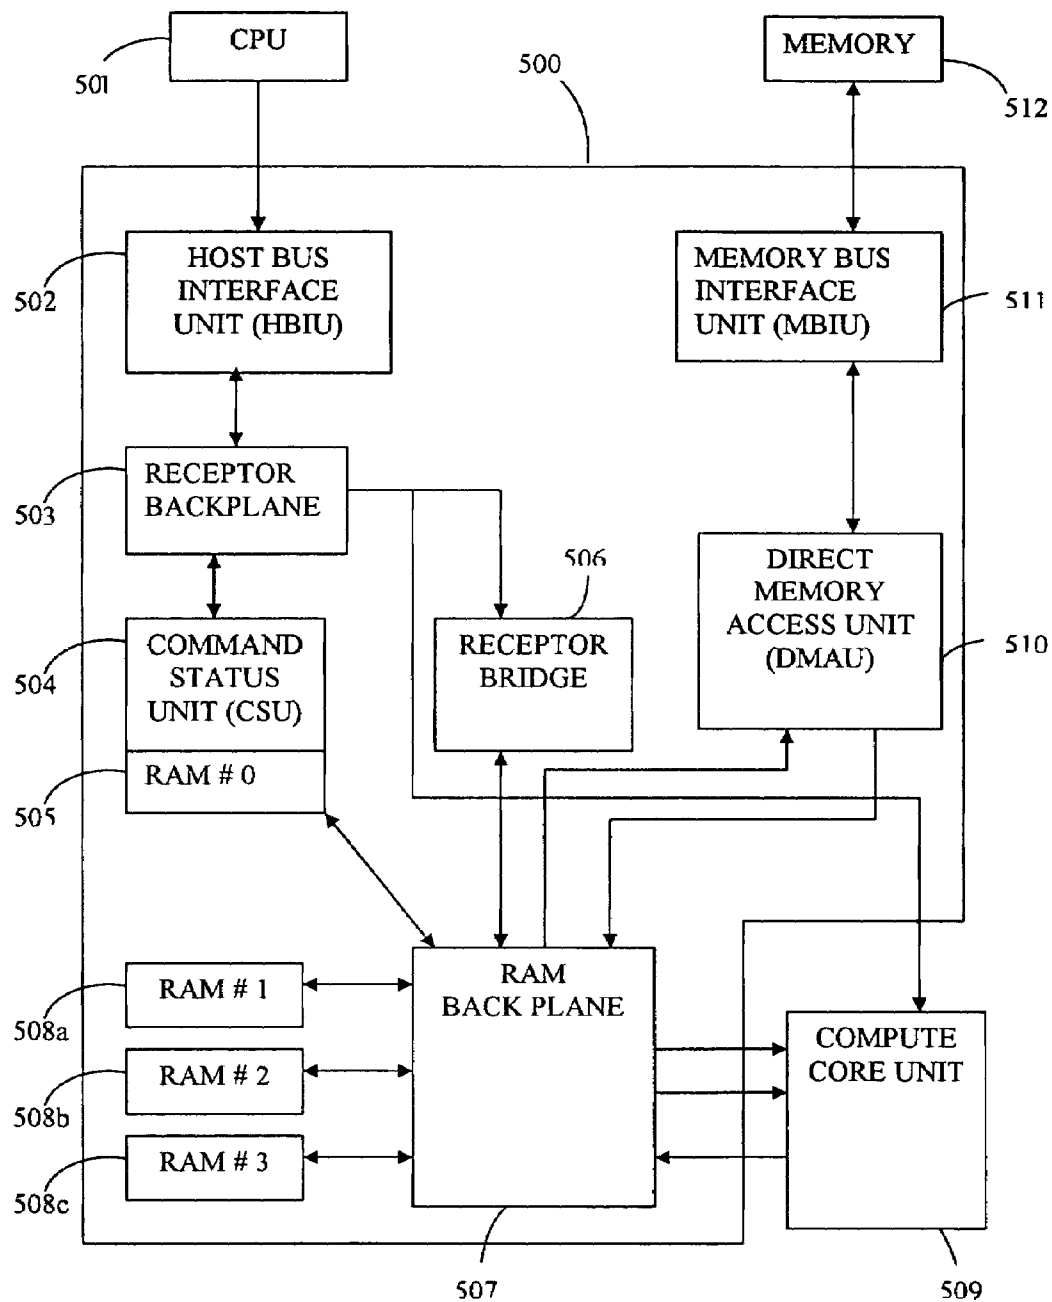 CPU
501
500
MEMORY
512
HOST BUS
INTERFACE
UNIT (HBIU)
502
MEMORY BUS
INTERFACE
UNIT (MBIU)
511
RECEPTOR
BACKPLANE
503
506
DIRECT
MEMORY
ACCESS UNIT
(DMAU)
510
COMMAND
STATUS
UNIT (CSU)
504
RECEPTOR
BRIDGE
RAM # 0
505
RAM # 1
508a
RAM # 2
508b
RAM # 3
508c
RAM
BACK PLANE
507
COMPUTE
CORE UNIT
509